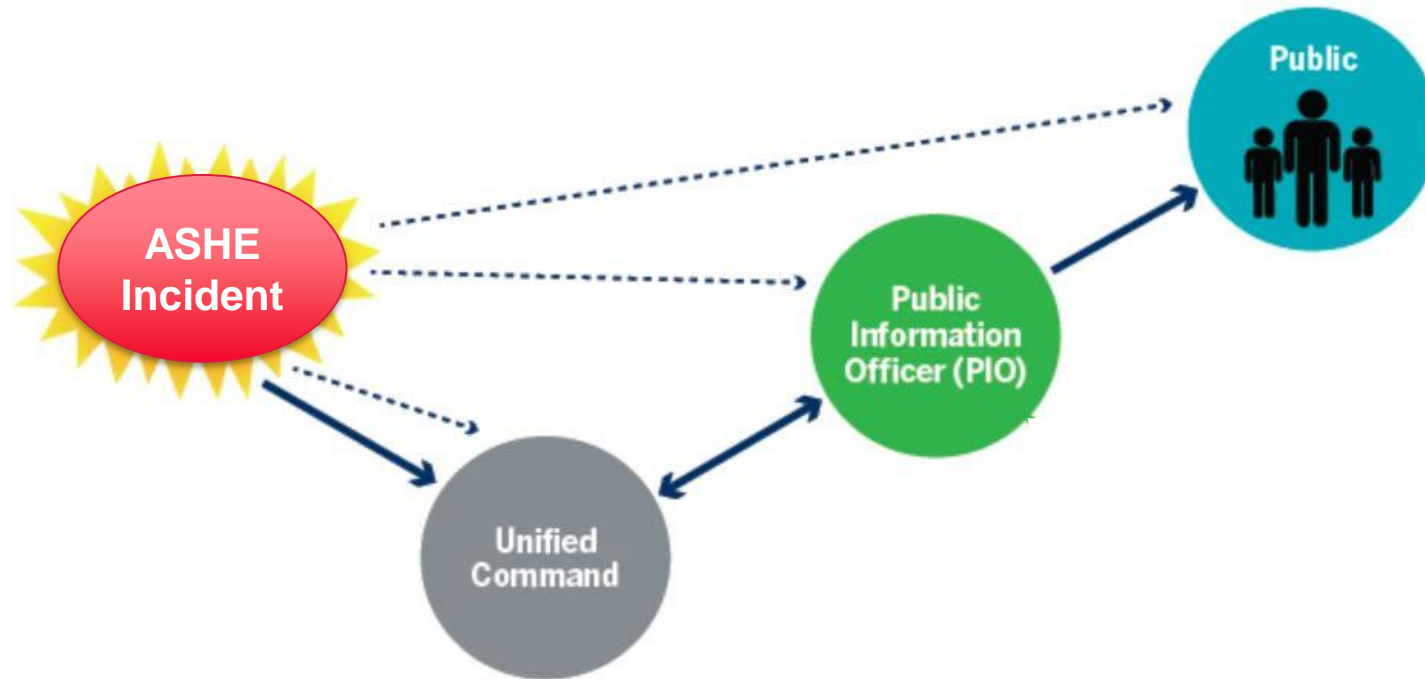 Public
ASHE
Incident
Public
Information
Officer (PIO)
Unified
Command